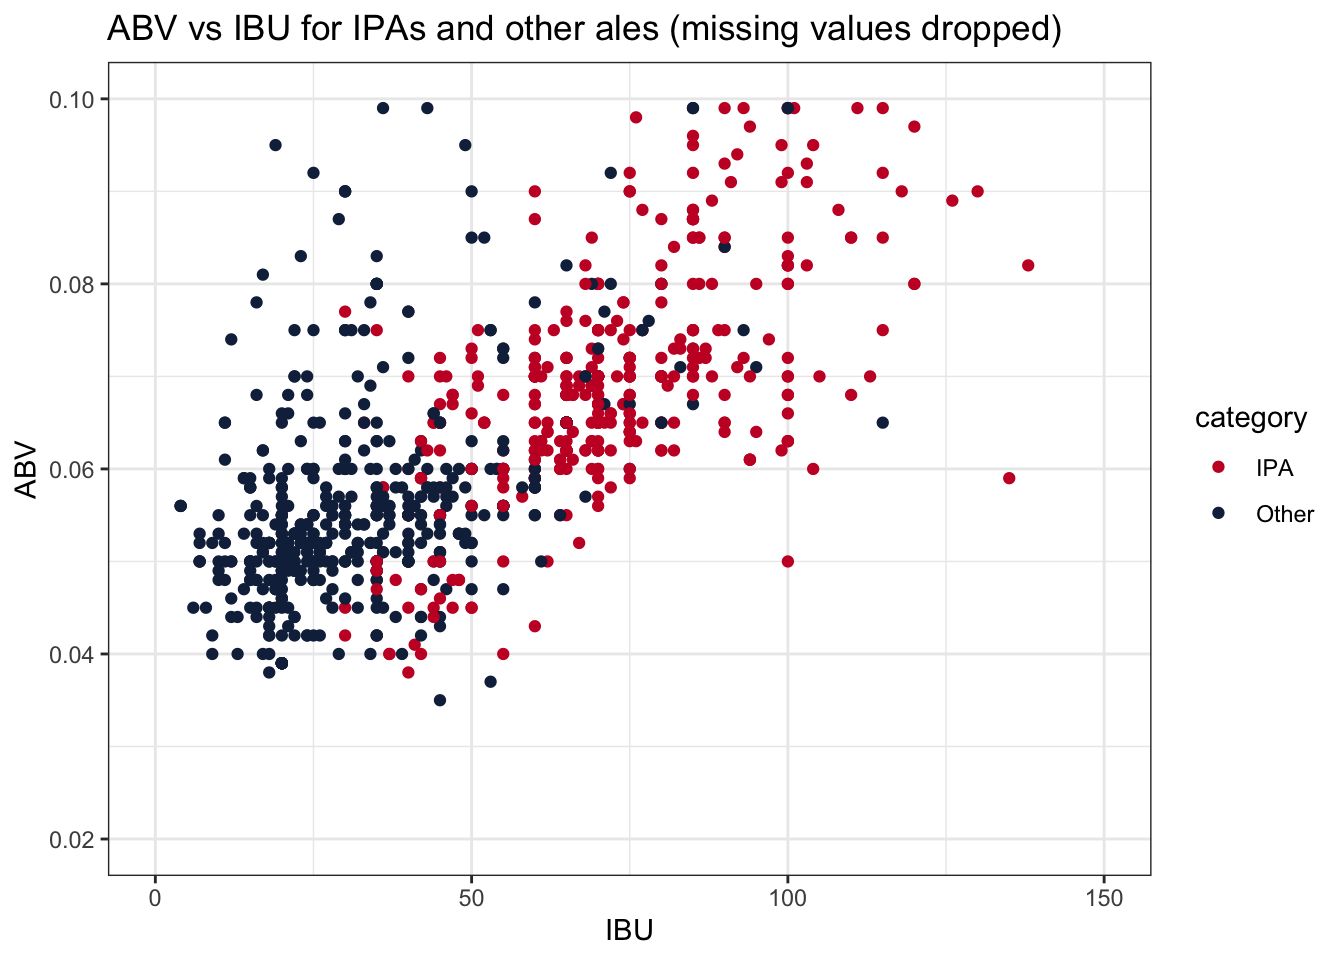 ABV vs IBU for IPAs and other ales (missing values dropped)
0.10
0.08
0.06
0.04
0.02
ABV
0
50
100
150
IBU
category
IPA
Other